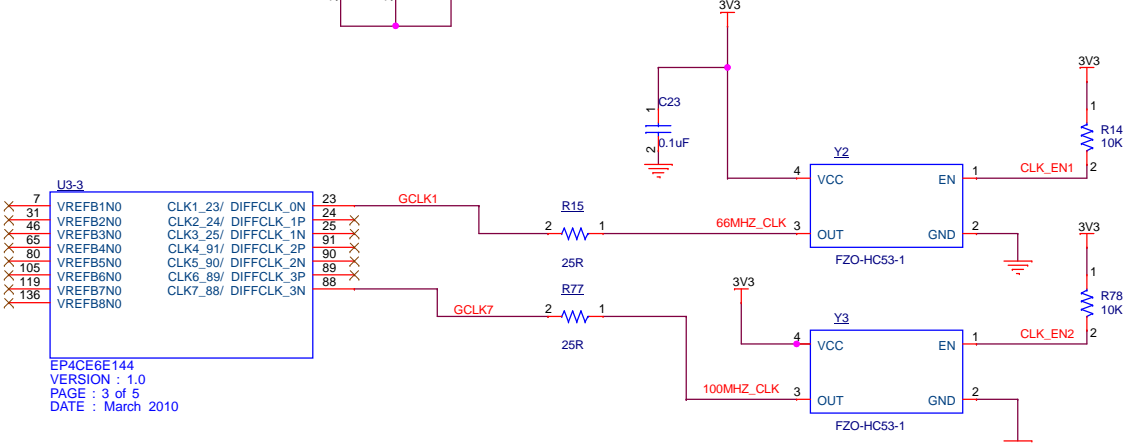 3V3
C23
1
2
0.1uF
3V3
1
R14
10K
2
Y2
4
VCC
EN
1
CLK_EN1
66MHZ_CLK
3
OUT
GND
2
FZO-HC53-1
U3-3
7
VREFB1N0
31
VREFB2N0
46
VREFB3N0
65
VREFB4N0
80
VREFB5N0
105
VREFB6N0
119
VREFB7N0
136
VREFB8N0
CLK1_23/ DIFFCLK_0N
23
GCLK1
CLK2_24/ DIFFCLK_1P
24
CLK3_25/ DIFFCLK_1N
25
CLK4_91/ DIFFCLK_2P
91
CLK5_90/ DIFFCLK_2N
90
CLK6_89/ DIFFCLK_3P
89
CLK7_88/ DIFFCLK_3N
88
GCLK7
R15
2
1
25R
R77
2
1
25R
3V3
3V3
1
R78
10K
2
Y3
4
VCC
EN
1
CLK_EN2
100MHZ_CLK
3
OUT
GND
2
FZO-HC53-1
EP4CE6E144
VERSION : 1.0
PAGE : 3 of 5
DATE : March 2010